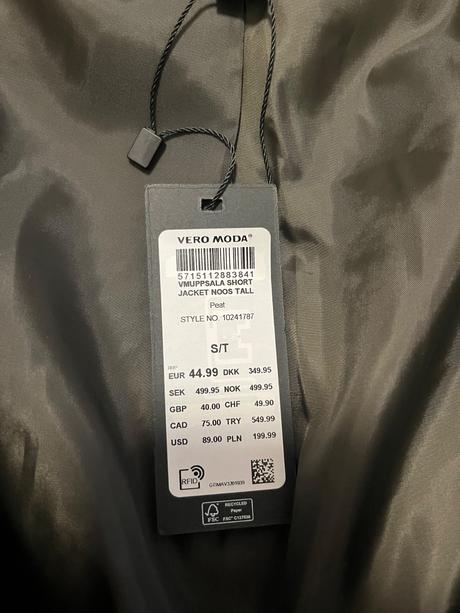 VERO MODA®
5715112883841
VMUPPSALA SHORT
JACKET NOOS TALL
Peat
STYLE NO. 10241787
S/T
RRP
EUR 44.99 DKK 349.95
SEK 499.95 NOK 499.95
GBP 40.00 CHF 49.90
CAD 75.00 TRY 549.99
USD 89.00 PLN 199.99
RFID
FSC
RECYCLED
Paper